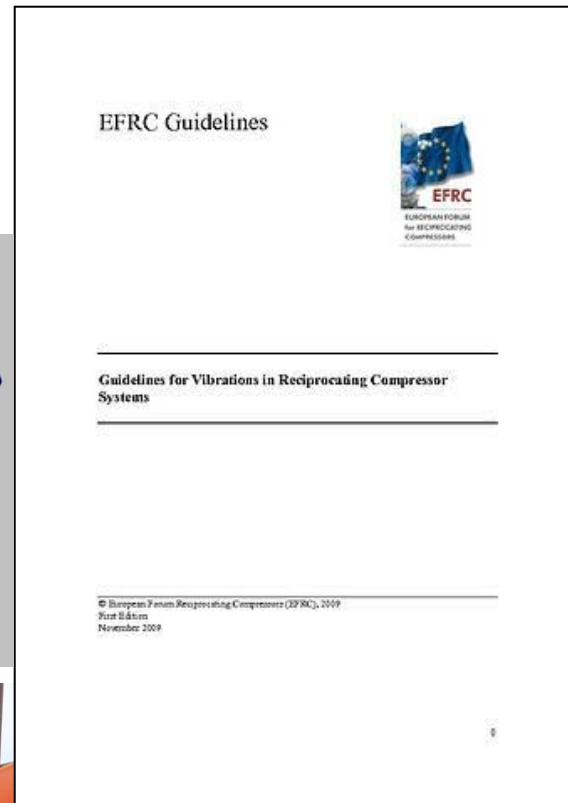 EFRC Guidelines
EFRC
EUROPEAN FORUM
for RECIPROCATING
COMPRESSORS
Guidelines for Vibrations in Reciprocating Compressor
Systems
© European Forum Reciprocating Compressors (EFRC), 2009
First Edition
November 2009